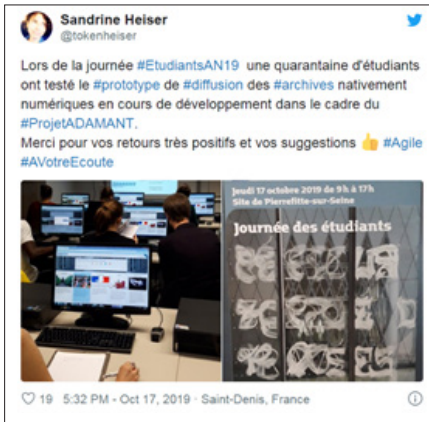 Sandrine Heiser
@tokenheiser
Lors de la journée #EtudiantsAN19 une quarantaine d'étudiants
ont testé le #prototype de #diffusion des #archives nativement
numériques en cours de développement dans le cadre du
#ProjetADAMANT.
Merci pour vos retours très positifs et vos suggestions 👍 #Agile
#AVotreEcoute
Jeudi 17 octobre 2019 de 9h à 17h
Site de Pierrefitte-sur-Seine
Journée des étudiants
19 5:32 PM - Oct 17, 2019 · Saint-Denis, France